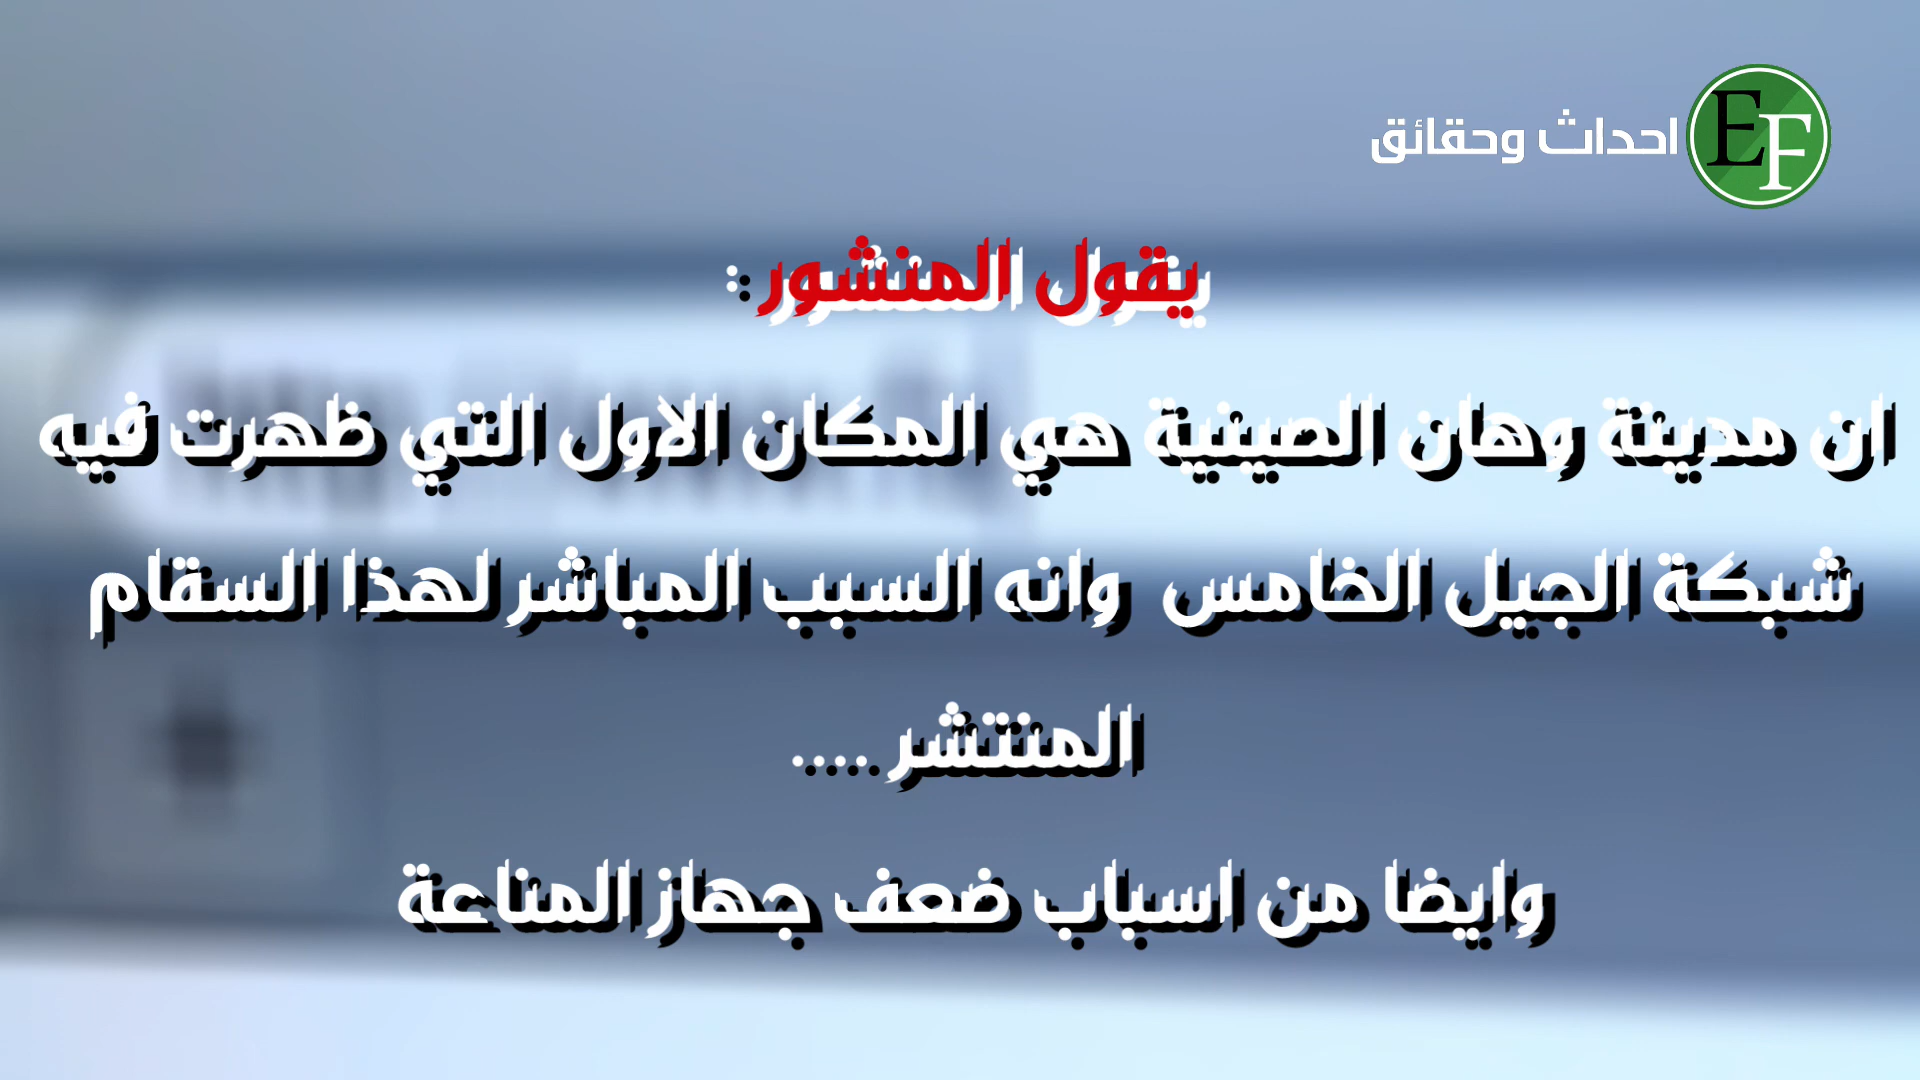 EF
احداث وحقائق
يقول المنشور:
ان مدينة وهان الصينية هي المكان الاول التي ظهرت فيه
شبكة الجيل الخامس وانه السبب المباشر لهذا السقام
المنتشر ....
وايضا من اسباب ضعف جهاز المناعة